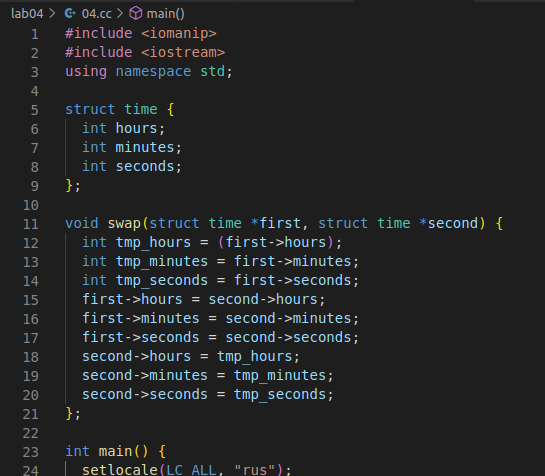 lab04 > 04.cc > main()
1 #include <iomanip>
2 #include <iostream>
3 using namespace std;
4
5 struct time {
6   int hours;
7   int minutes;
8   int seconds;
9 };
10
11 void swap(struct time *first, struct time *second) {
12   int tmp_hours = (first->hours);
13   int tmp_minutes = first->minutes;
14   int tmp_seconds = first->seconds;
15   first->hours = second->hours;
16   first->minutes = second->minutes;
17   first->seconds = second->seconds;
18   second->hours = tmp_hours;
19   second->minutes = tmp_minutes;
20   second->seconds = tmp_seconds;
21 };
22
23 int main() {
24   setlocale(LC_ALL, "rus");